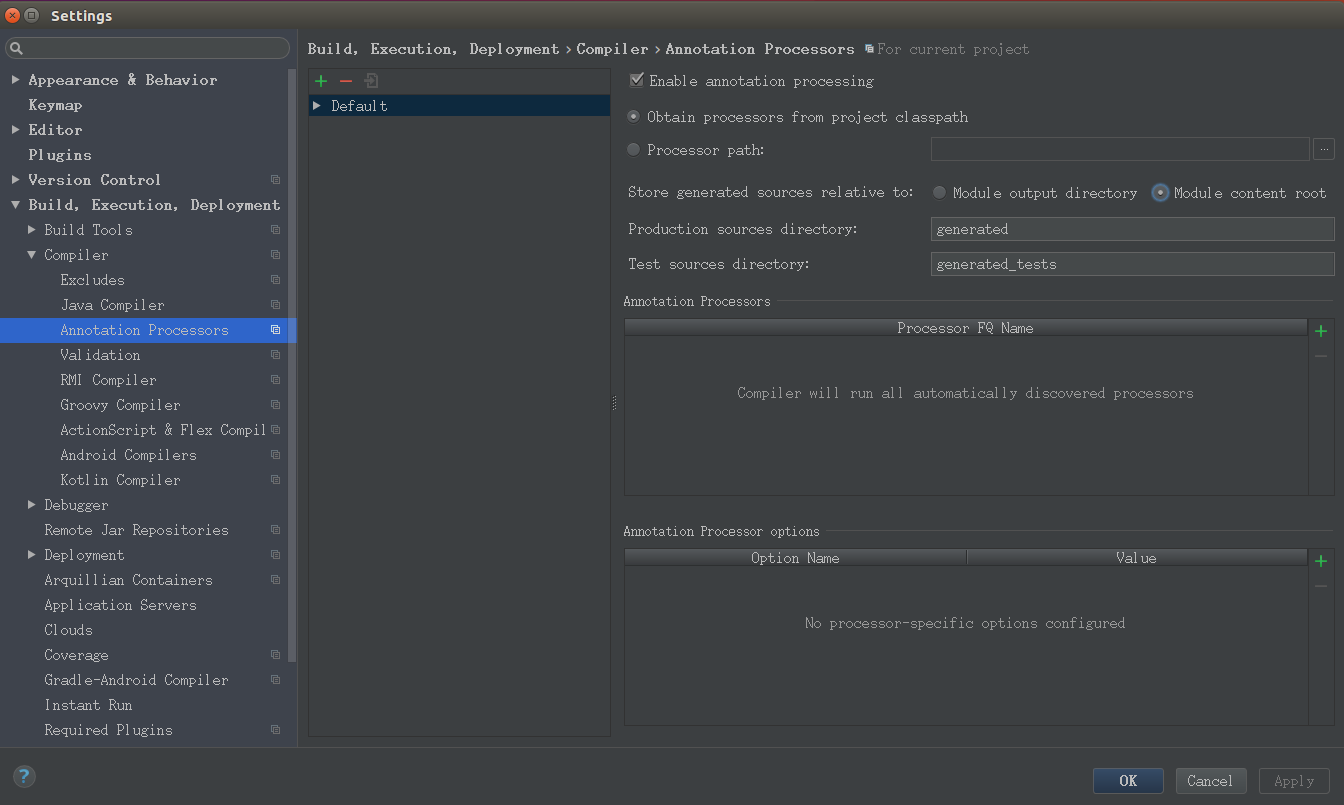 Settings
Appearance & Behavior
Keymap
Editor
Plugins
Version Control
Build, Execution, Deployment
Build Tools
Compiler
Excludes
Java Compiler
Annotation Processors
Validation
RMI Compiler
Groovy Compiler
ActionScript & Flex Compil
Android Compilers
Kotlin Compiler
Debugger
Remote Jar Repositories
Deployment
Arquillian Containers
Application Servers
Clouds
Coverage
Gradle-Android Compiler
Instant Run
Required Plugins
Build, Execution, Deployment › Compiler › Annotation Processors For current project
Default
Enable annotation processing
Obtain processors from project classpath
Processor path:
...
Store generated sources relative to: Module output directory Module content root
Production sources directory: generated
Test sources directory: generated_tests
Annotation Processors
Processor FQ Name
Compiler will run all automatically discovered processors
Annotation Processor options
Option Name Value
No processor-specific options configured
? OK Cancel Apply